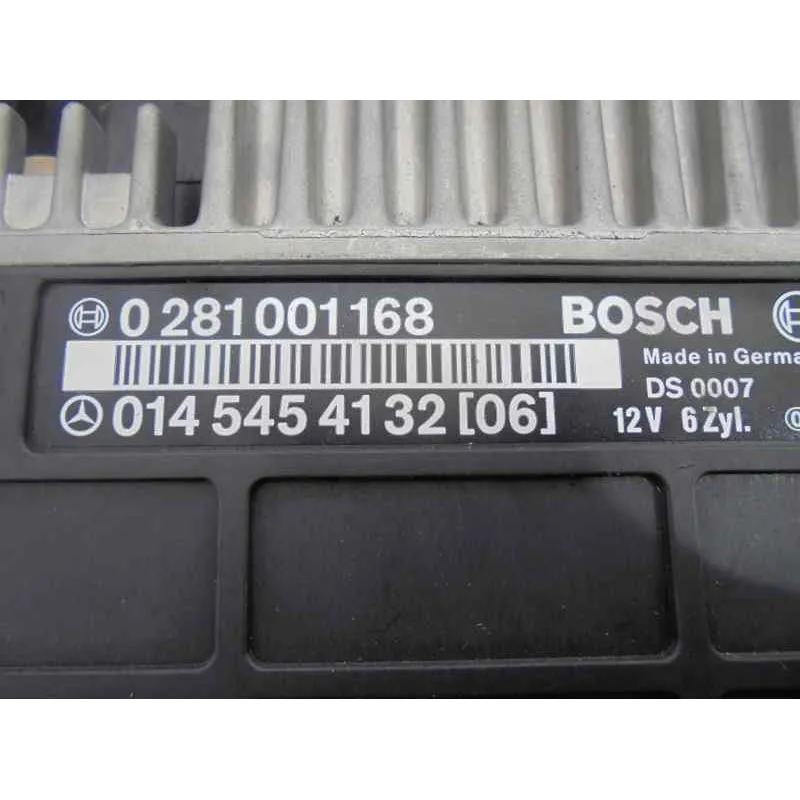 0 281 001 168 BOSCH
Made in Germa
DS 0007
014 545 41 32 [06] 12V 6 Zyl.